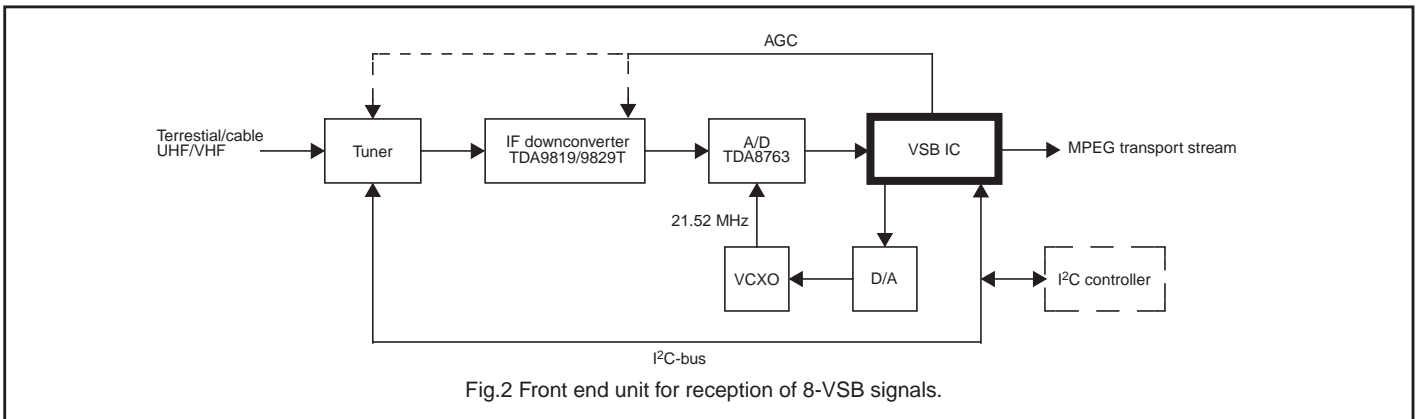 AGC
Terrestial/cable
UHF/VHF
Tuner
IF downconverter
TDA9819/9829T
A/D
TDA8763
VSB IC
MPEG transport stream
21.52 MHz
VCXO
D/A
I²C controller
I²C-bus
Fig.2 Front end unit for reception of 8-VSB signals.